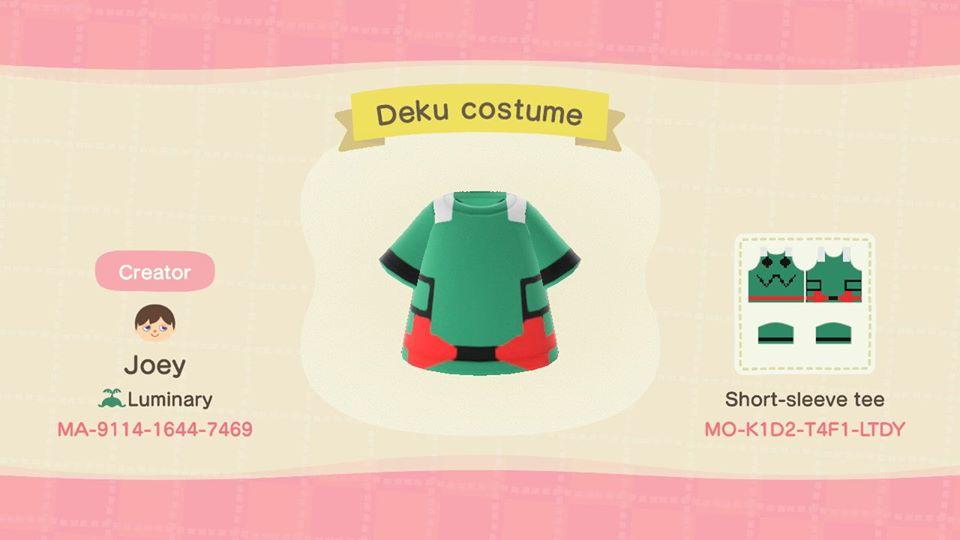 Deku costume
Creator
Joey
Luminary
MA-9114-1644-7469
Short-sleeve tee
MO-K1D2-T4F1-LTDY